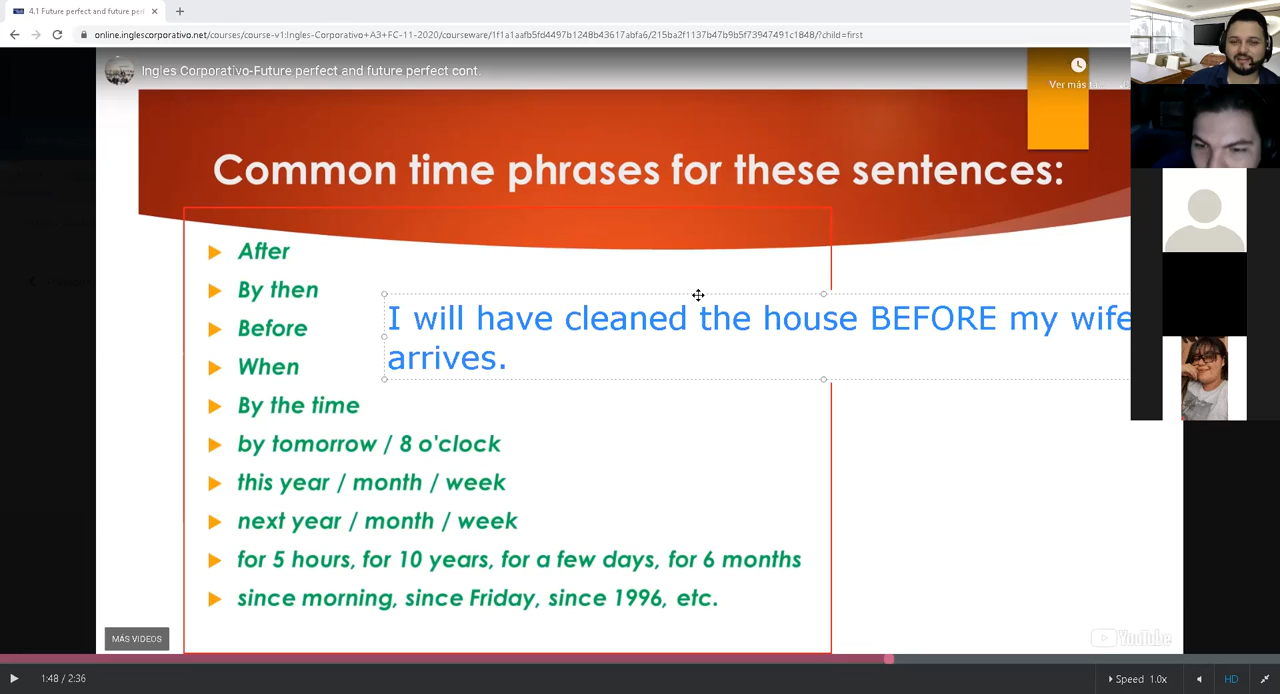 4.1 Future perfect and future per
online.inglescorporativo.net/courses/course-v1:Ingles-Corporativo+A3+FC-11-2020/courseware/1f1a1aafb5fd4497b1248b43617abfa6/215ba2f1137b47b9b5f73947491c1848/?child=first
Ingles Corporativo-Future perfect and future perfect cont.
Ver más
Common time phrases for these sentences:
After
By then
Before
When
By the time
by tomorrow / 8 o'clock
this year / month / week
next year / month / week
for 5 hours, for 10 years, for a few days, for 6 months
since morning, since Friday, since 1996, etc.
I will have cleaned the house BEFORE my wife
arrives.
MÁS VIDEOS
YouTube
1:48 / 2:36
Speed 1.0x
HD